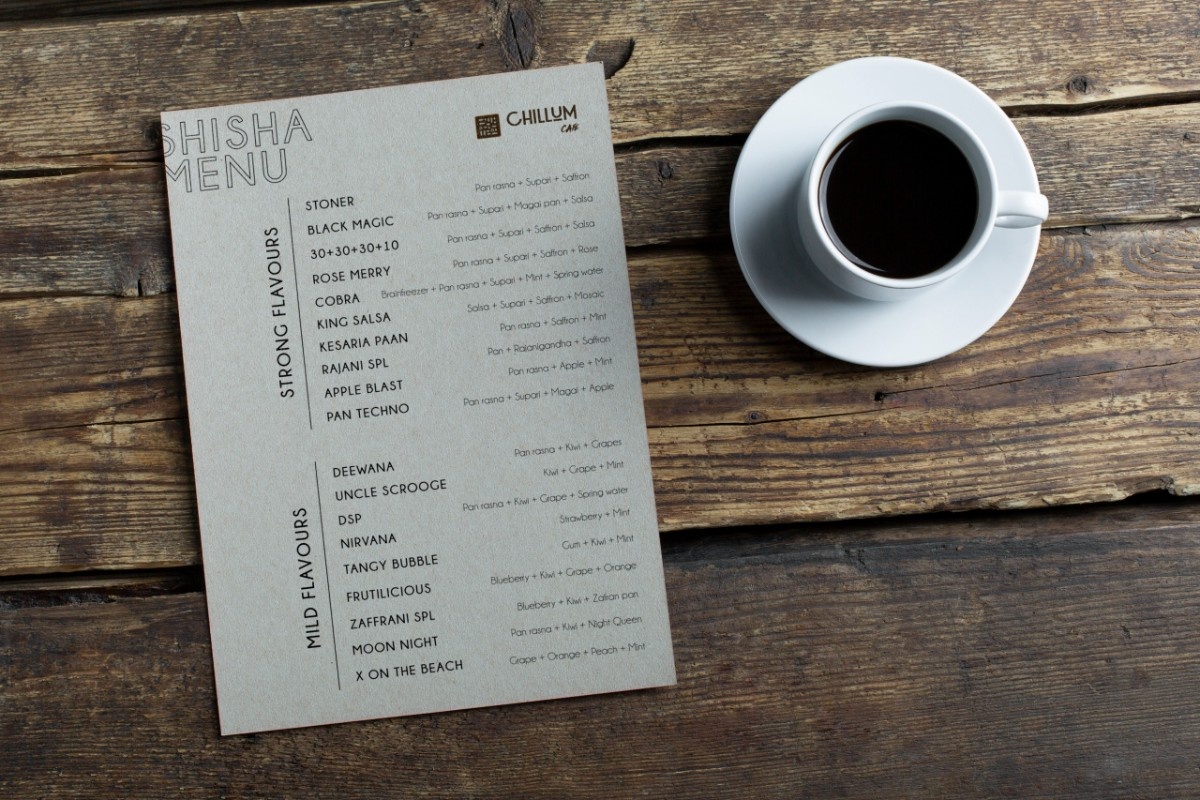 SHISHA
MENU
CHILLUM
CAFE
STRONG FLAVOURS
STONER Pan rasna + Supari + Saffron
BLACK MAGIC Pan rasna + Supari + Magai pan + Salsa
30+30+30+10 Pan rasna + Supari + Saffron + Salsa
ROSE MERRY Pan rasna + Supari + Saffron + Rose
COBRA Brainfreezer + Pan rasna + Supari + Mint + Spring water
KING SALSA Salsa + Supari + Saffron + Mosaic
KESARIA PAAN Pan rasna + Saffron + Mint
RAJANI SPL Pan + Rajanigandha + Saffron
APPLE BLAST Pan rasna + Apple + Mint
PAN TECHNO Pan rasna + Supari + Magai + Apple
MILD FLAVOURS
DEEWANA Pan rasna + Kiwi + Grapes
UNCLE SCROOGE Kiwi + Grape + Mint
DSP Pan rasna + Kiwi + Grape + Spring water
NIRVANA Strawberry + Mint
TANGY BUBBLE Gum + Kiwi + Mint
FRUTILICIOUS Blueberry + Kiwi + Grape + Orange
ZAFFRANI SPL Blueberry + Kiwi + Zafran pan
MOON NIGHT Pan rasna + Kiwi + Night Queen
X ON THE BEACH Grape + Orange + Peach + Mint